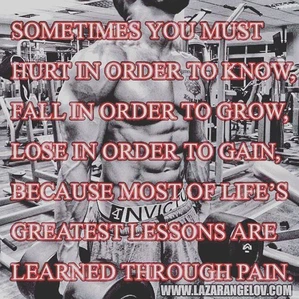 SOMETIMES YOU MUST
HURT IN ORDER TO KNOW,
FALL IN ORDER TO GROW,
LOSE IN ORDER TO GAIN,
BECAUSE MOST OF LIFE'S
INVICT
GREATEST LESSONS ARE
LEARNED THROUGH PAIN.
WWW.LAZARANGELOV.COM